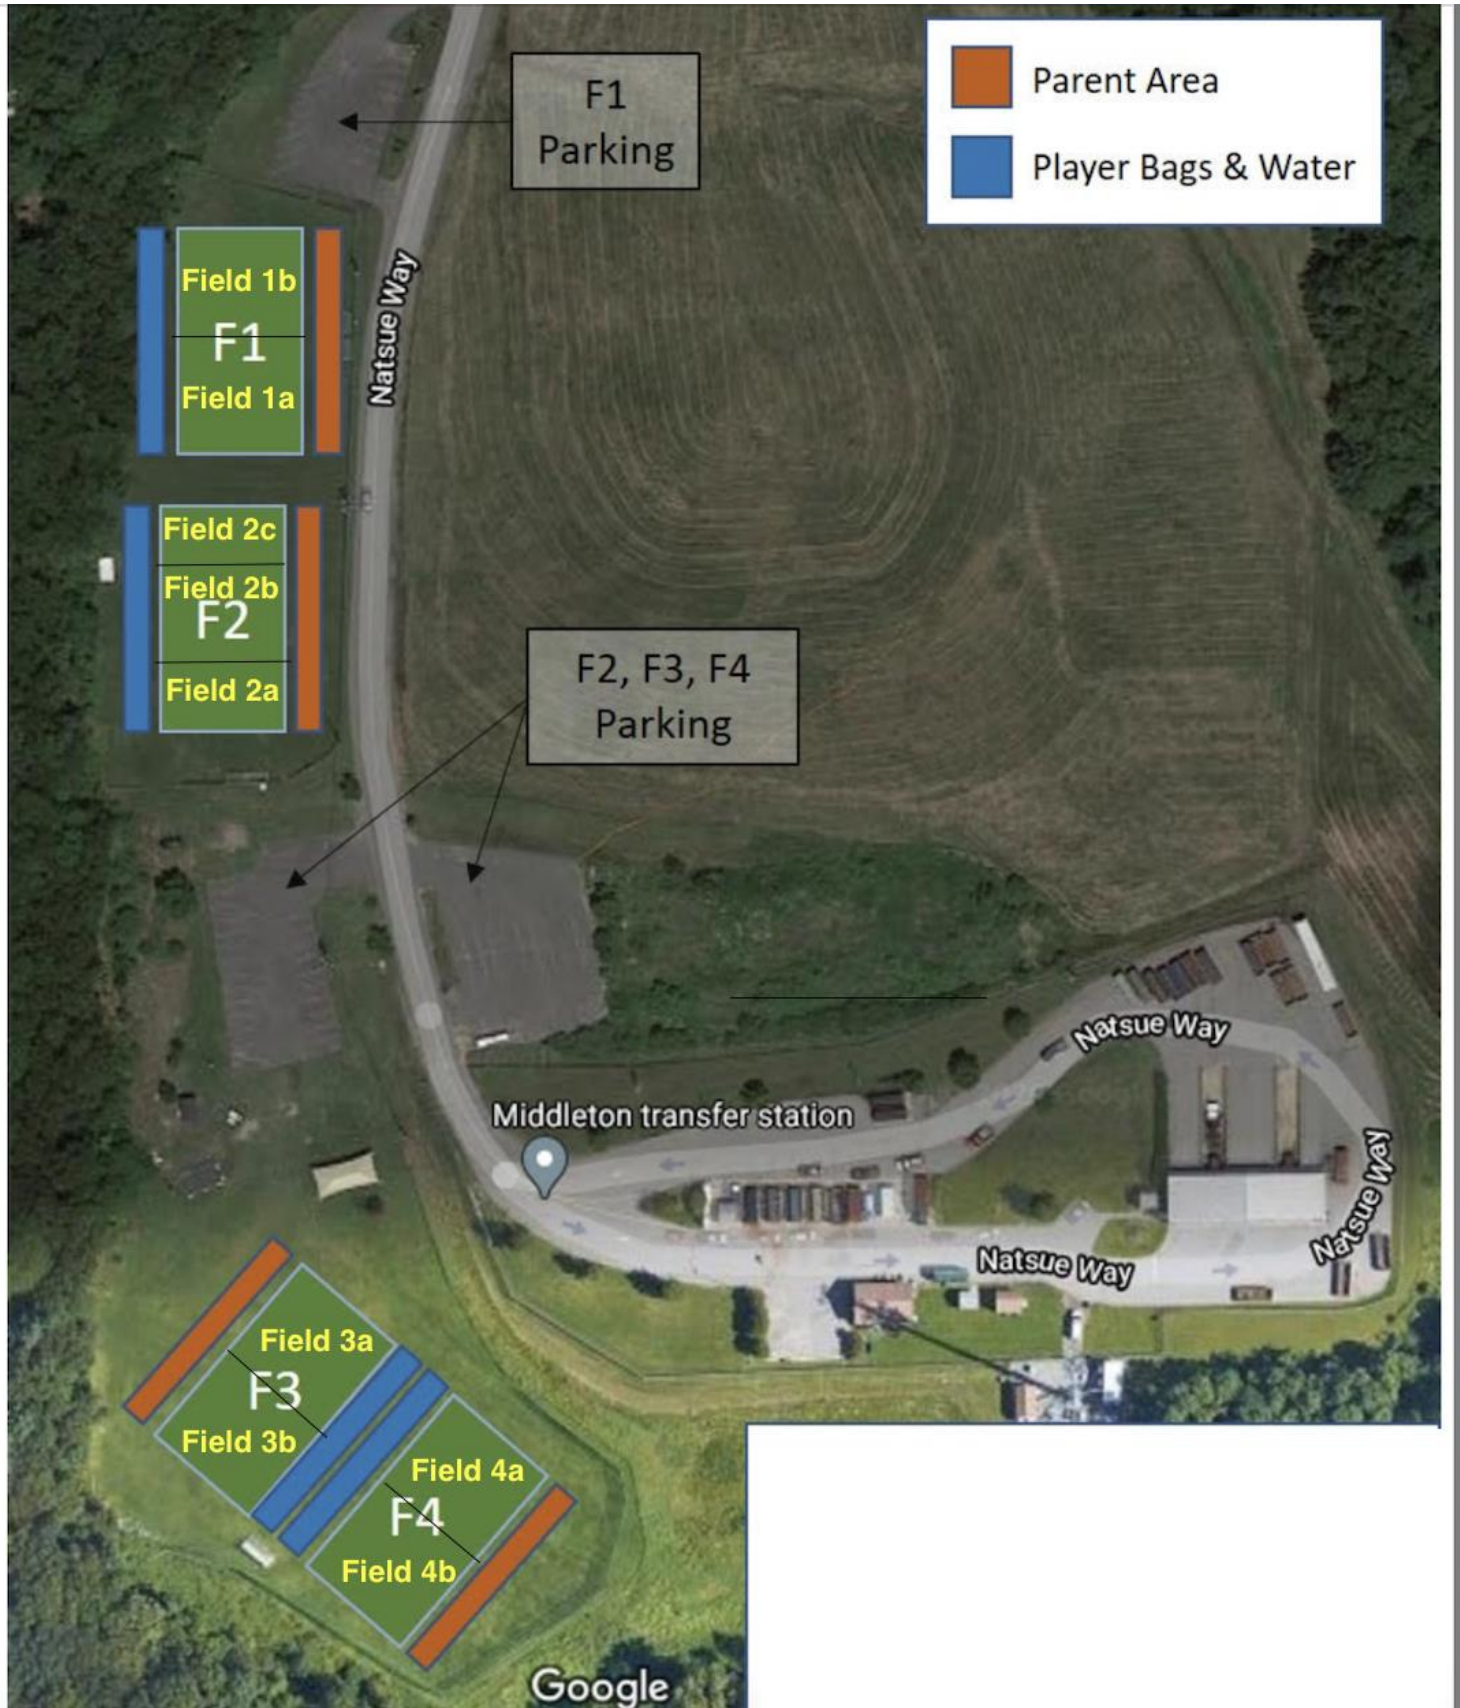 F1
Parking
Parent Area
Player Bags & Water
Natsue Way
Field 1b
F1
Field 1a
Field 2c
Field 2b
F2
Field 2a
F2, F3, F4
Parking
Natsue Way
Middleton transfer station
Natsue Way
Natsue Way
Field 3a
F3
Field 3b
Field 4a
F4
Field 4b
Google